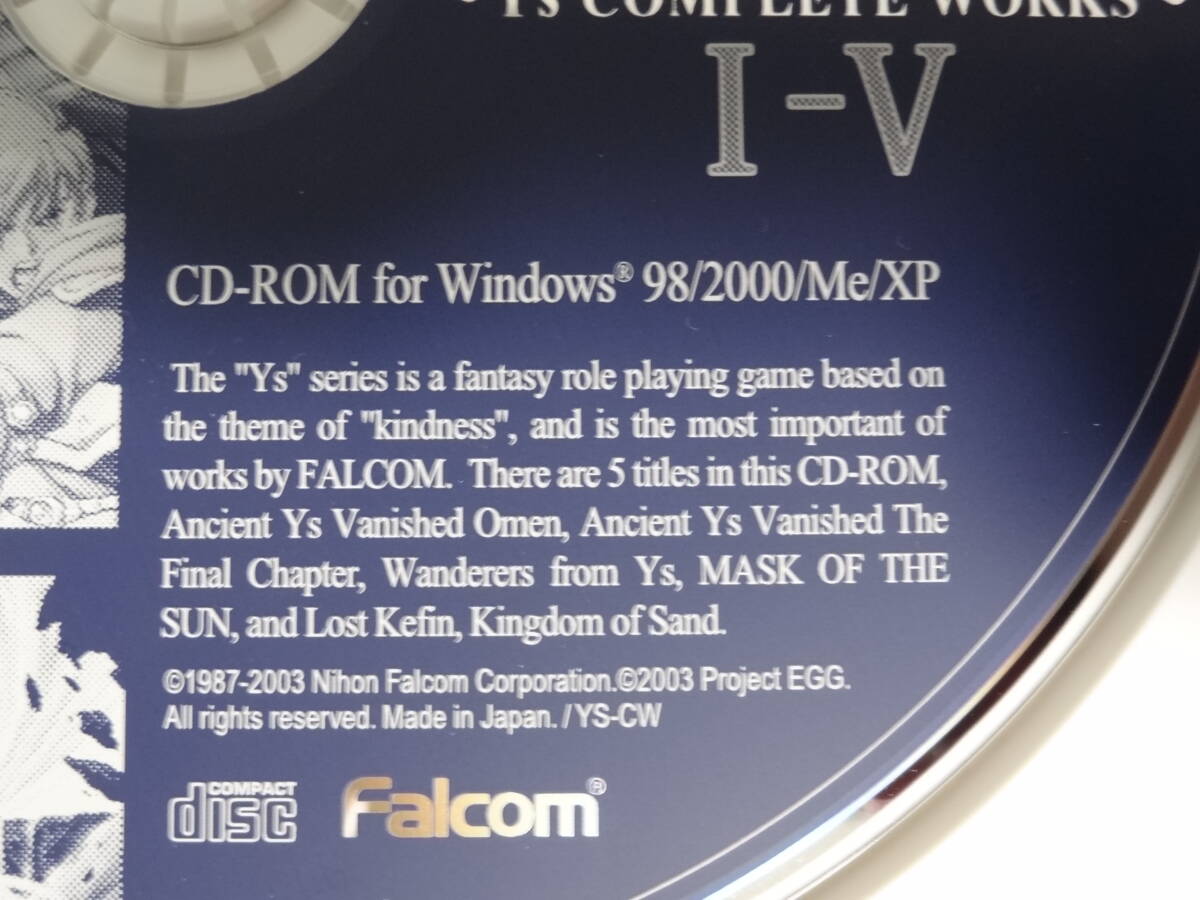 ~ Ys COMPLETE WORKS ~
I-V
CD-ROM for Windows® 98/2000/Me/XP
The "Ys" series is a fantasy role playing game based on
the theme of "kindness", and is the most important of
works by FALCOM. There are 5 titles in this CD-ROM,
Ancient Ys Vanished Omen, Ancient Ys Vanished The
Final Chapter, Wanderers from Ys, MASK OF THE
SUN, and Lost Kefin, Kingdom of Sand.
©1987-2003 Nihon Falcom Corporation.©2003 Project EGG.
All rights reserved. Made in Japan. / YS-CW
COMPACT
disc
Falcom®